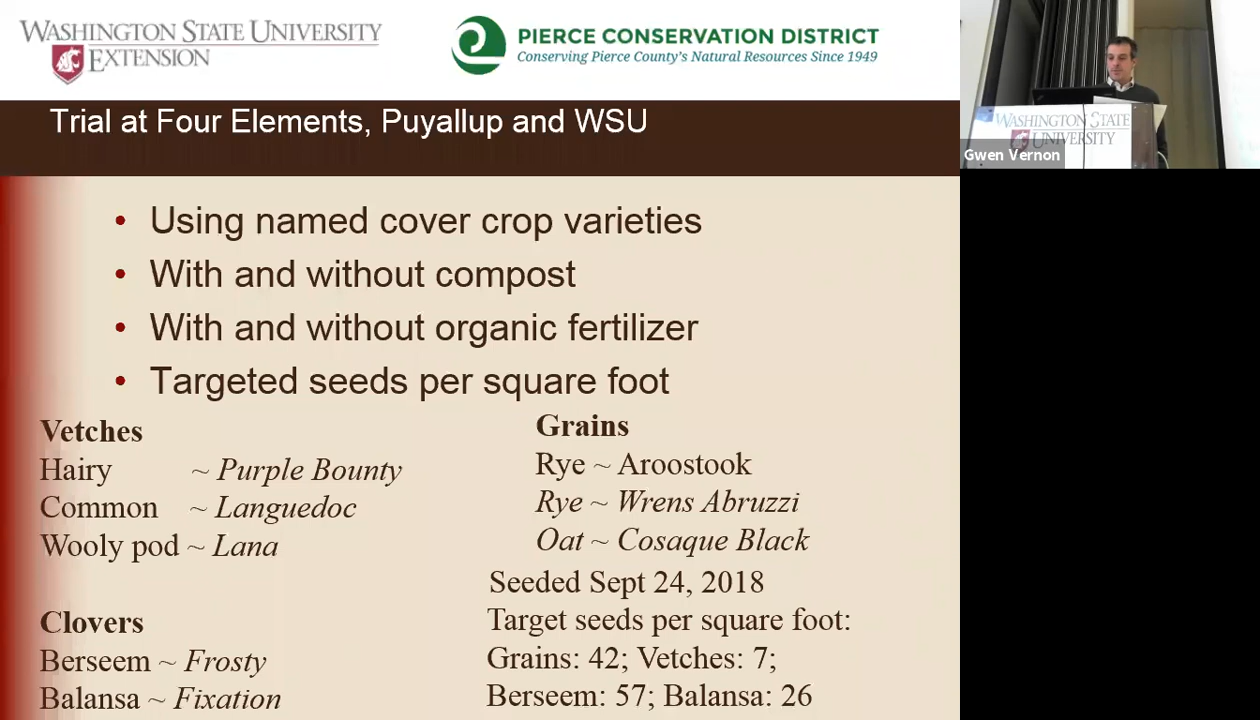 WASHINGTON STATE UNIVERSITY
EXTENSION
PIERCE CONSERVATION DISTRICT
Conserving Pierce County's Natural Resources Since 1949
Trial at Four Elements, Puyallup and WSU
• Using named cover crop varieties
• With and without compost
• With and without organic fertilizer
• Targeted seeds per square foot
Vetches
Hairy ~ Purple Bounty
Common ~ Languedoc
Wooly pod ~ Lana
Clovers
Berseem ~ Frosty
Balansa ~ Fixation
Grains
Rye ~ Aroostook
Rye ~ Wrens Abruzzi
Oat ~ Cosaque Black
Seeded Sept 24, 2018
Target seeds per square foot:
Grains: 42; Vetches: 7;
Berseem: 57; Balansa: 26
WASHINGTON STATE
UNIVERSITY
Gwen Vernon